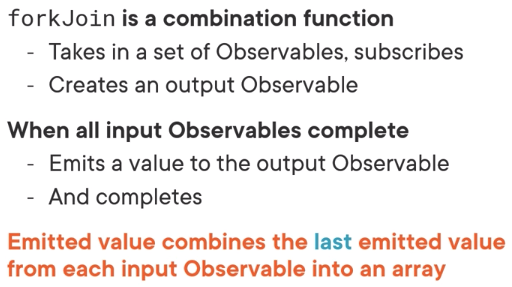 forkJoin is a combination function
- Takes in a set of Observables, subscribes
- Creates an output Observable
When all input Observables complete
- Emits a value to the output Observable
- And completes
Emitted value combines the last emitted value
from each input Observable into an array